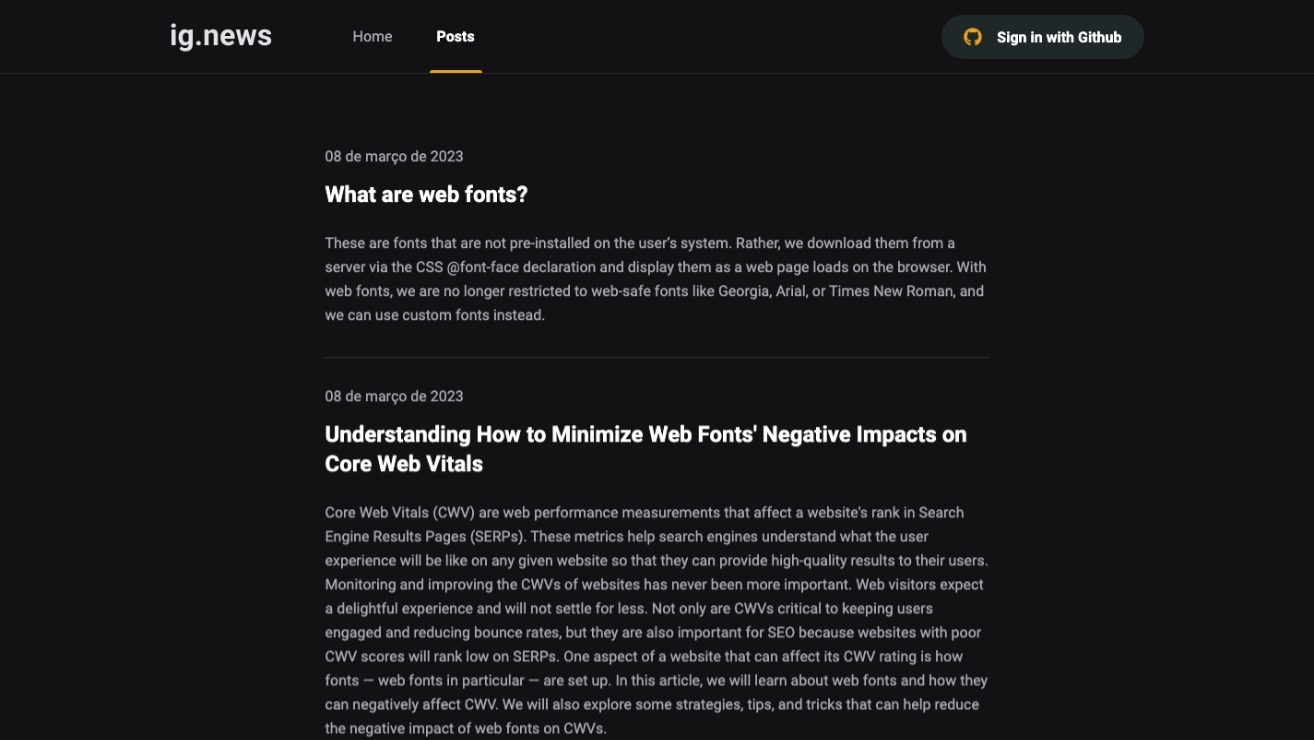 ig.news
Home
Posts
Sign in with Github
08 de março de 2023
What are web fonts?
These are fonts that are not pre-installed on the user's system. Rather, we download them from a
server via the CSS @font-face declaration and display them as a web page loads on the browser. With
web fonts, we are no longer restricted to web-safe fonts like Georgia, Arial, or Times New Roman, and
we can use custom fonts instead.
08 de março de 2023
Understanding How to Minimize Web Fonts' Negative Impacts on
Core Web Vitals
Core Web Vitals (CWV) are web performance measurements that affect a website's rank in Search
Engine Results Pages (SERPs). These metrics help search engines understand what the user
experience will be like on any given website so that they can provide high-quality results to their users.
Monitoring and improving the CWVs of websites has never been more important. Web visitors expect
a delightful experience and will not settle for less. Not only are CWVs critical to keeping users
engaged and reducing bounce rates, but they are also important for SEO because websites with poor
CWV scores will rank low on SERPs. One aspect of a website that can affect its CWV rating is how
fonts — web fonts in particular — are set up. In this article, we will learn about web fonts and how they
can negatively affect CWV. We will also explore some strategies, tips, and tricks that can help reduce
the negative impact of web fonts on CWVs.